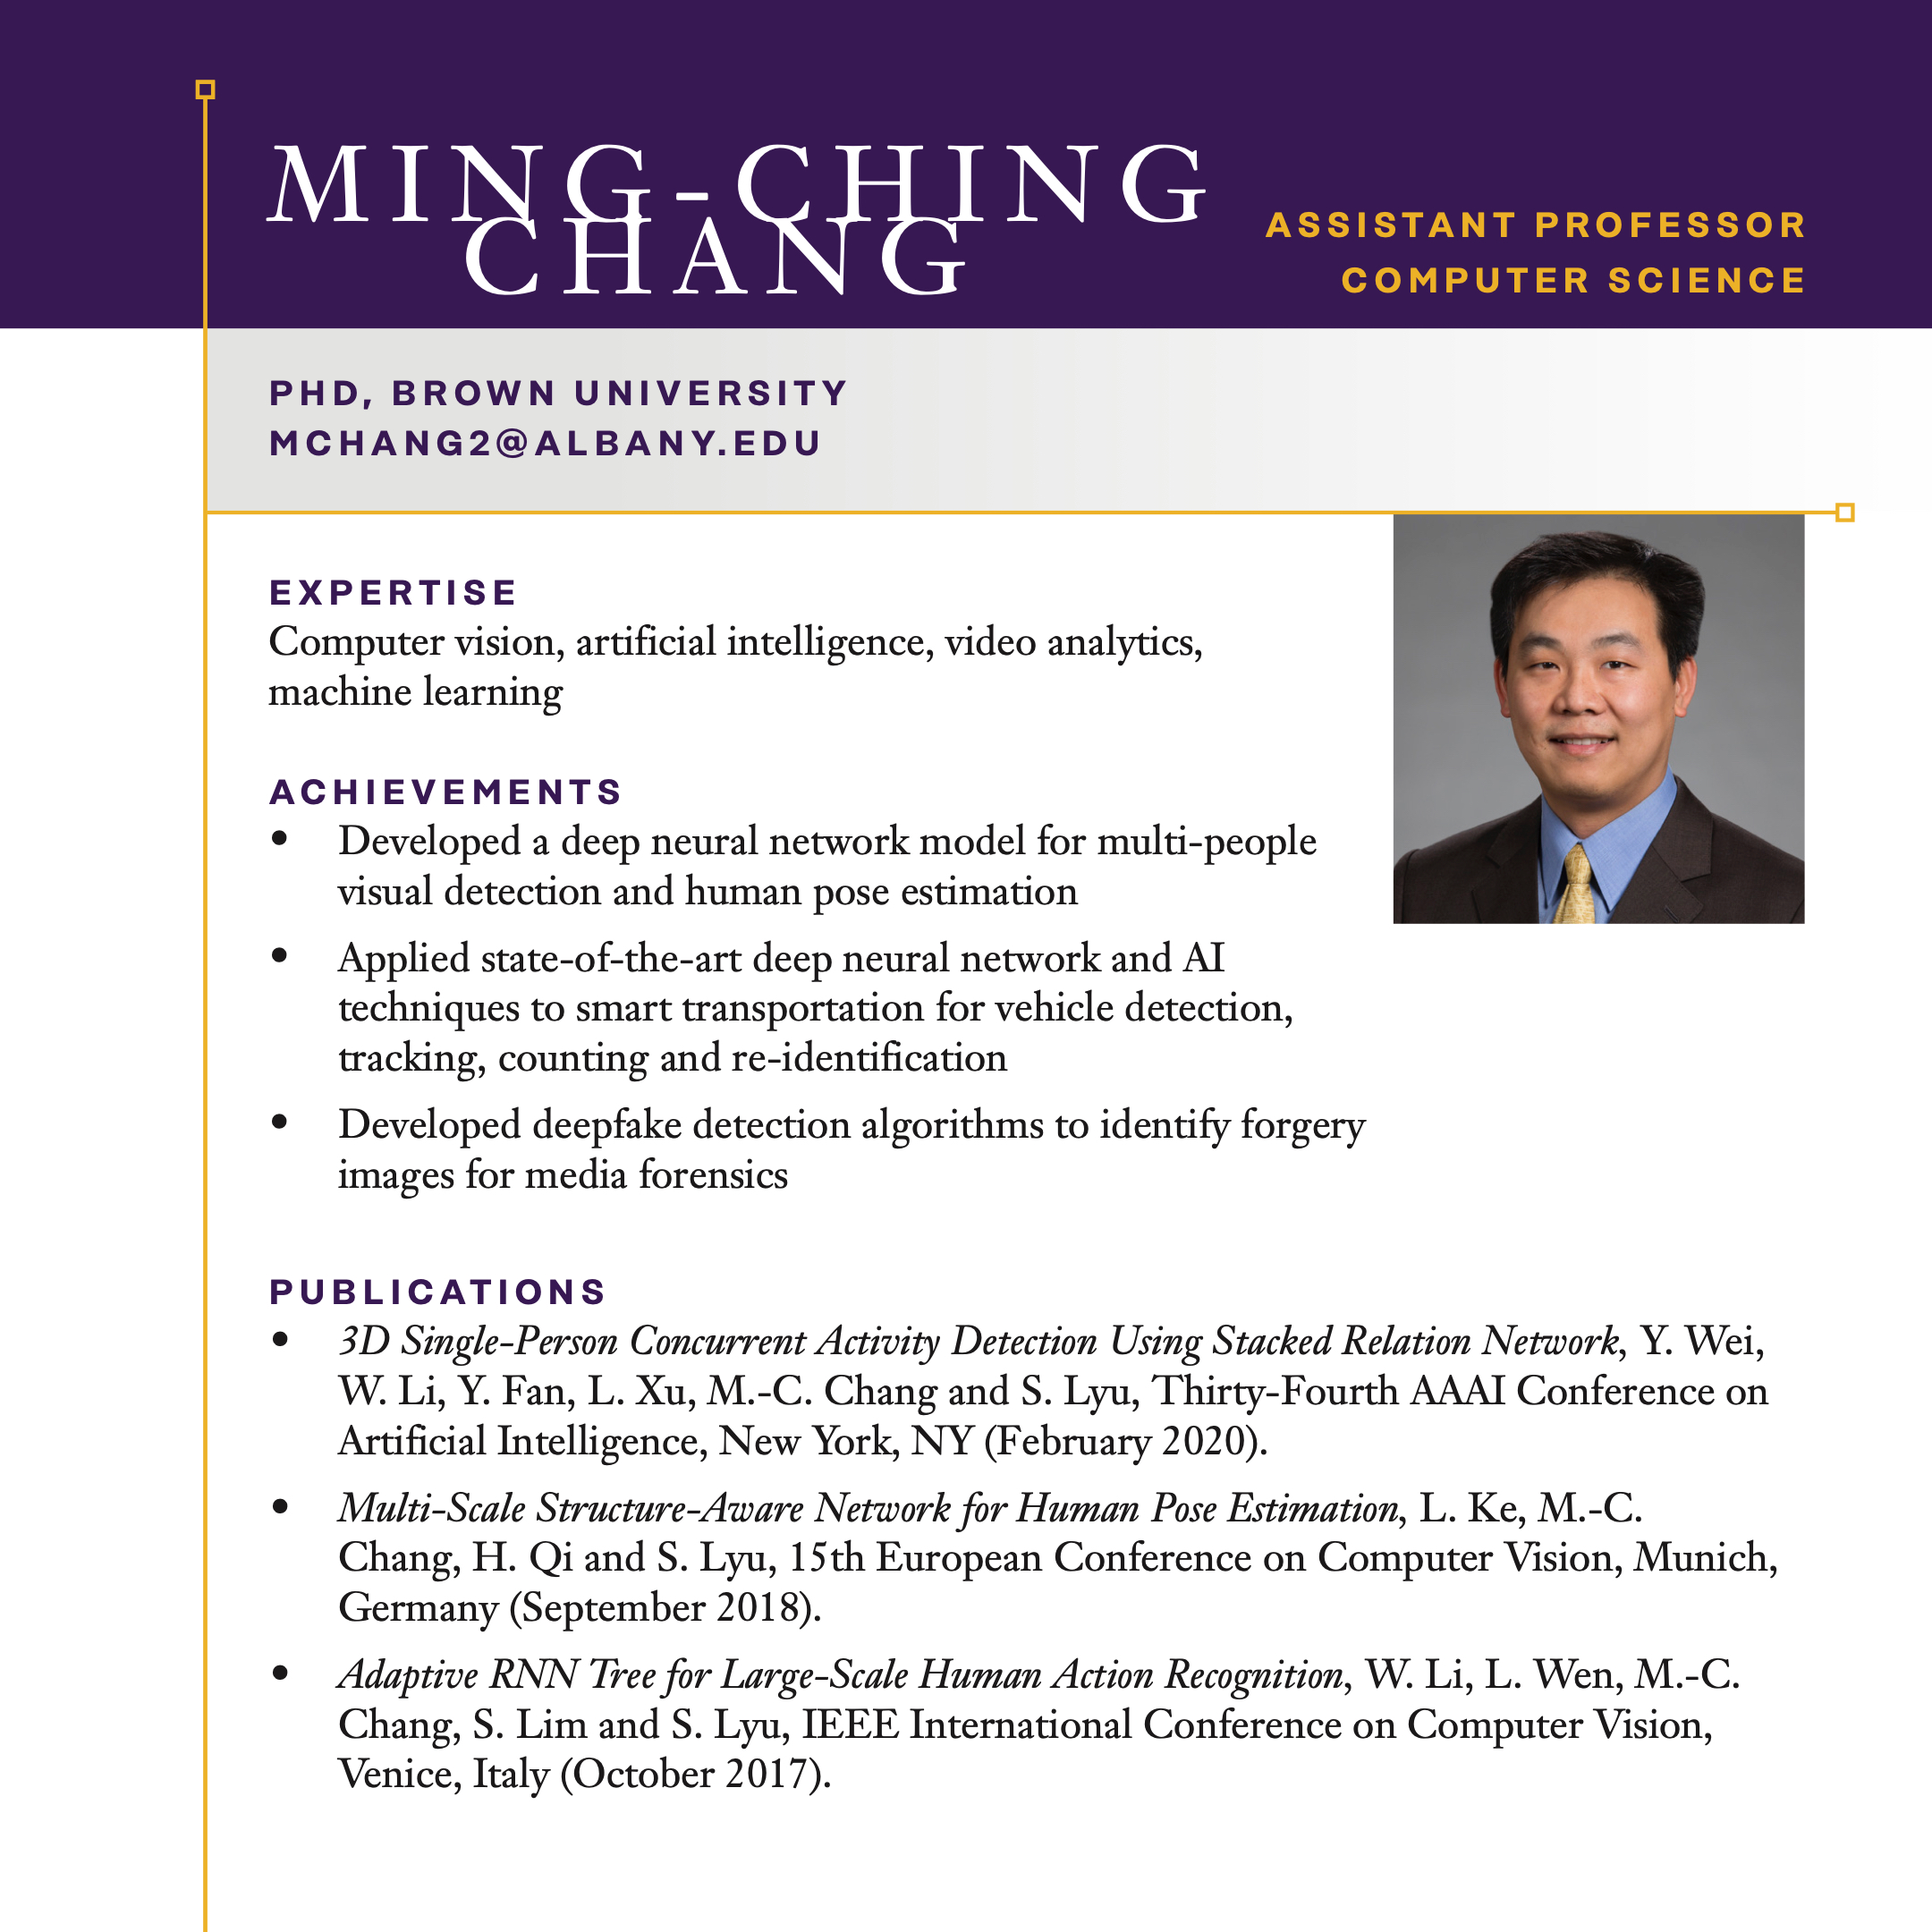 MING-CHING
CHANG
ASSISTANT PROFESSOR
COMPUTER SCIENCE
PHD, BROWN UNIVERSITY
MCHANG2@ALBANY.EDU
EXPERTISE
Computer vision, artificial intelligence, video analytics,
machine learning
ACHIEVEMENTS
• Developed a deep neural network model for multi-people
visual detection and human pose estimation
• Applied state-of-the-art deep neural network and AI
techniques to smart transportation for vehicle detection,
tracking, counting and re-identification
• Developed deepfake detection algorithms to identify forgery
images for media forensics
PUBLICATIONS
• 3D Single-Person Concurrent Activity Detection Using Stacked Relation Network, Y. Wei,
W. Li, Y. Fan, L. Xu, M.-C. Chang and S. Lyu, Thirty-Fourth AAAI Conference on
Artificial Intelligence, New York, NY (February 2020).
• Multi-Scale Structure-Aware Network for Human Pose Estimation, L. Ke, M.-C.
Chang, H. Qi and S. Lyu, 15th European Conference on Computer Vision, Munich,
Germany (September 2018).
• Adaptive RNN Tree for Large-Scale Human Action Recognition, W. Li, L. Wen, M.-C.
Chang, S. Lim and S. Lyu, IEEE International Conference on Computer Vision,
Venice, Italy (October 2017).